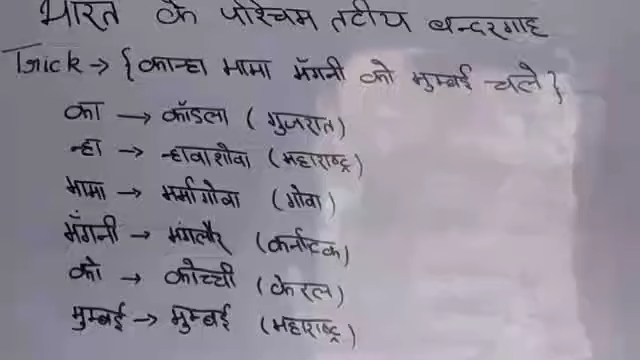 भारत के पश्चिम तटीय बन्दरगाह
Trick → {कान्हा मामा मँगनी को मुम्बई चले}
का → काँडला (गुजरात)
न्हा → न्हावाशेवा (महाराष्ट्र)
मामा → मर्मागोवा (गोवा)
मँगनी → मंगलौर (कर्नाटक)
को → कोच्ची (केरल)
मुम्बई → मुम्बई (महाराष्ट्र)